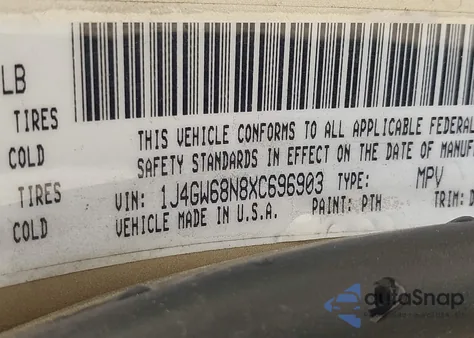 LB
TIRES
THIS VEHICLE CONFORMS TO ALL APPLICABLE FEDERAL
COLD
SAFETY STANDARDS IN EFFECT ON THE DATE OF MANUF
TIRES
VIN: 1J4GW68N8XC696903 TYPE: MPV
COLD
VEHICLE MADE IN U.S.A. PAINT: PTH TRIM: D
autoSnap